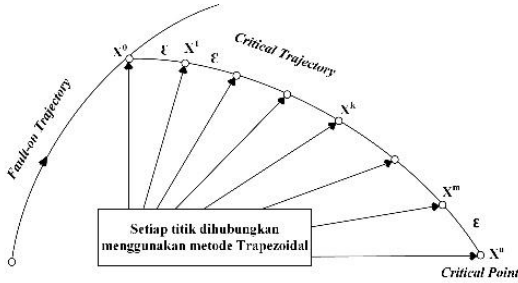 X⁰
ε
X¹
ε
Critical Trajectory
Fault-on Trajectory
Xᵏ
Setiap titik dihubungkan
menggunakan metode Trapezoidal
Xᵐ
ε
Xᵘ
Critical Point